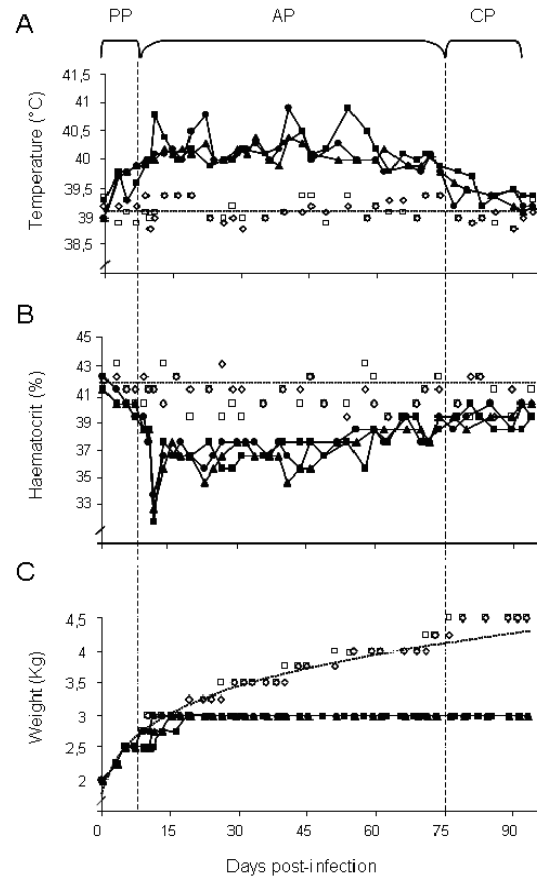 PP AP CP
A
41,5
41
40,5
40
39,5
39
38,5
Temperature (°C)
B
45
43
41
39
37
35
33
Haematocrit (%)
C
4,5
4
3,5
3
2,5
2
Weight (Kg)
0 15 30 45 60 75 90
Days post-infection